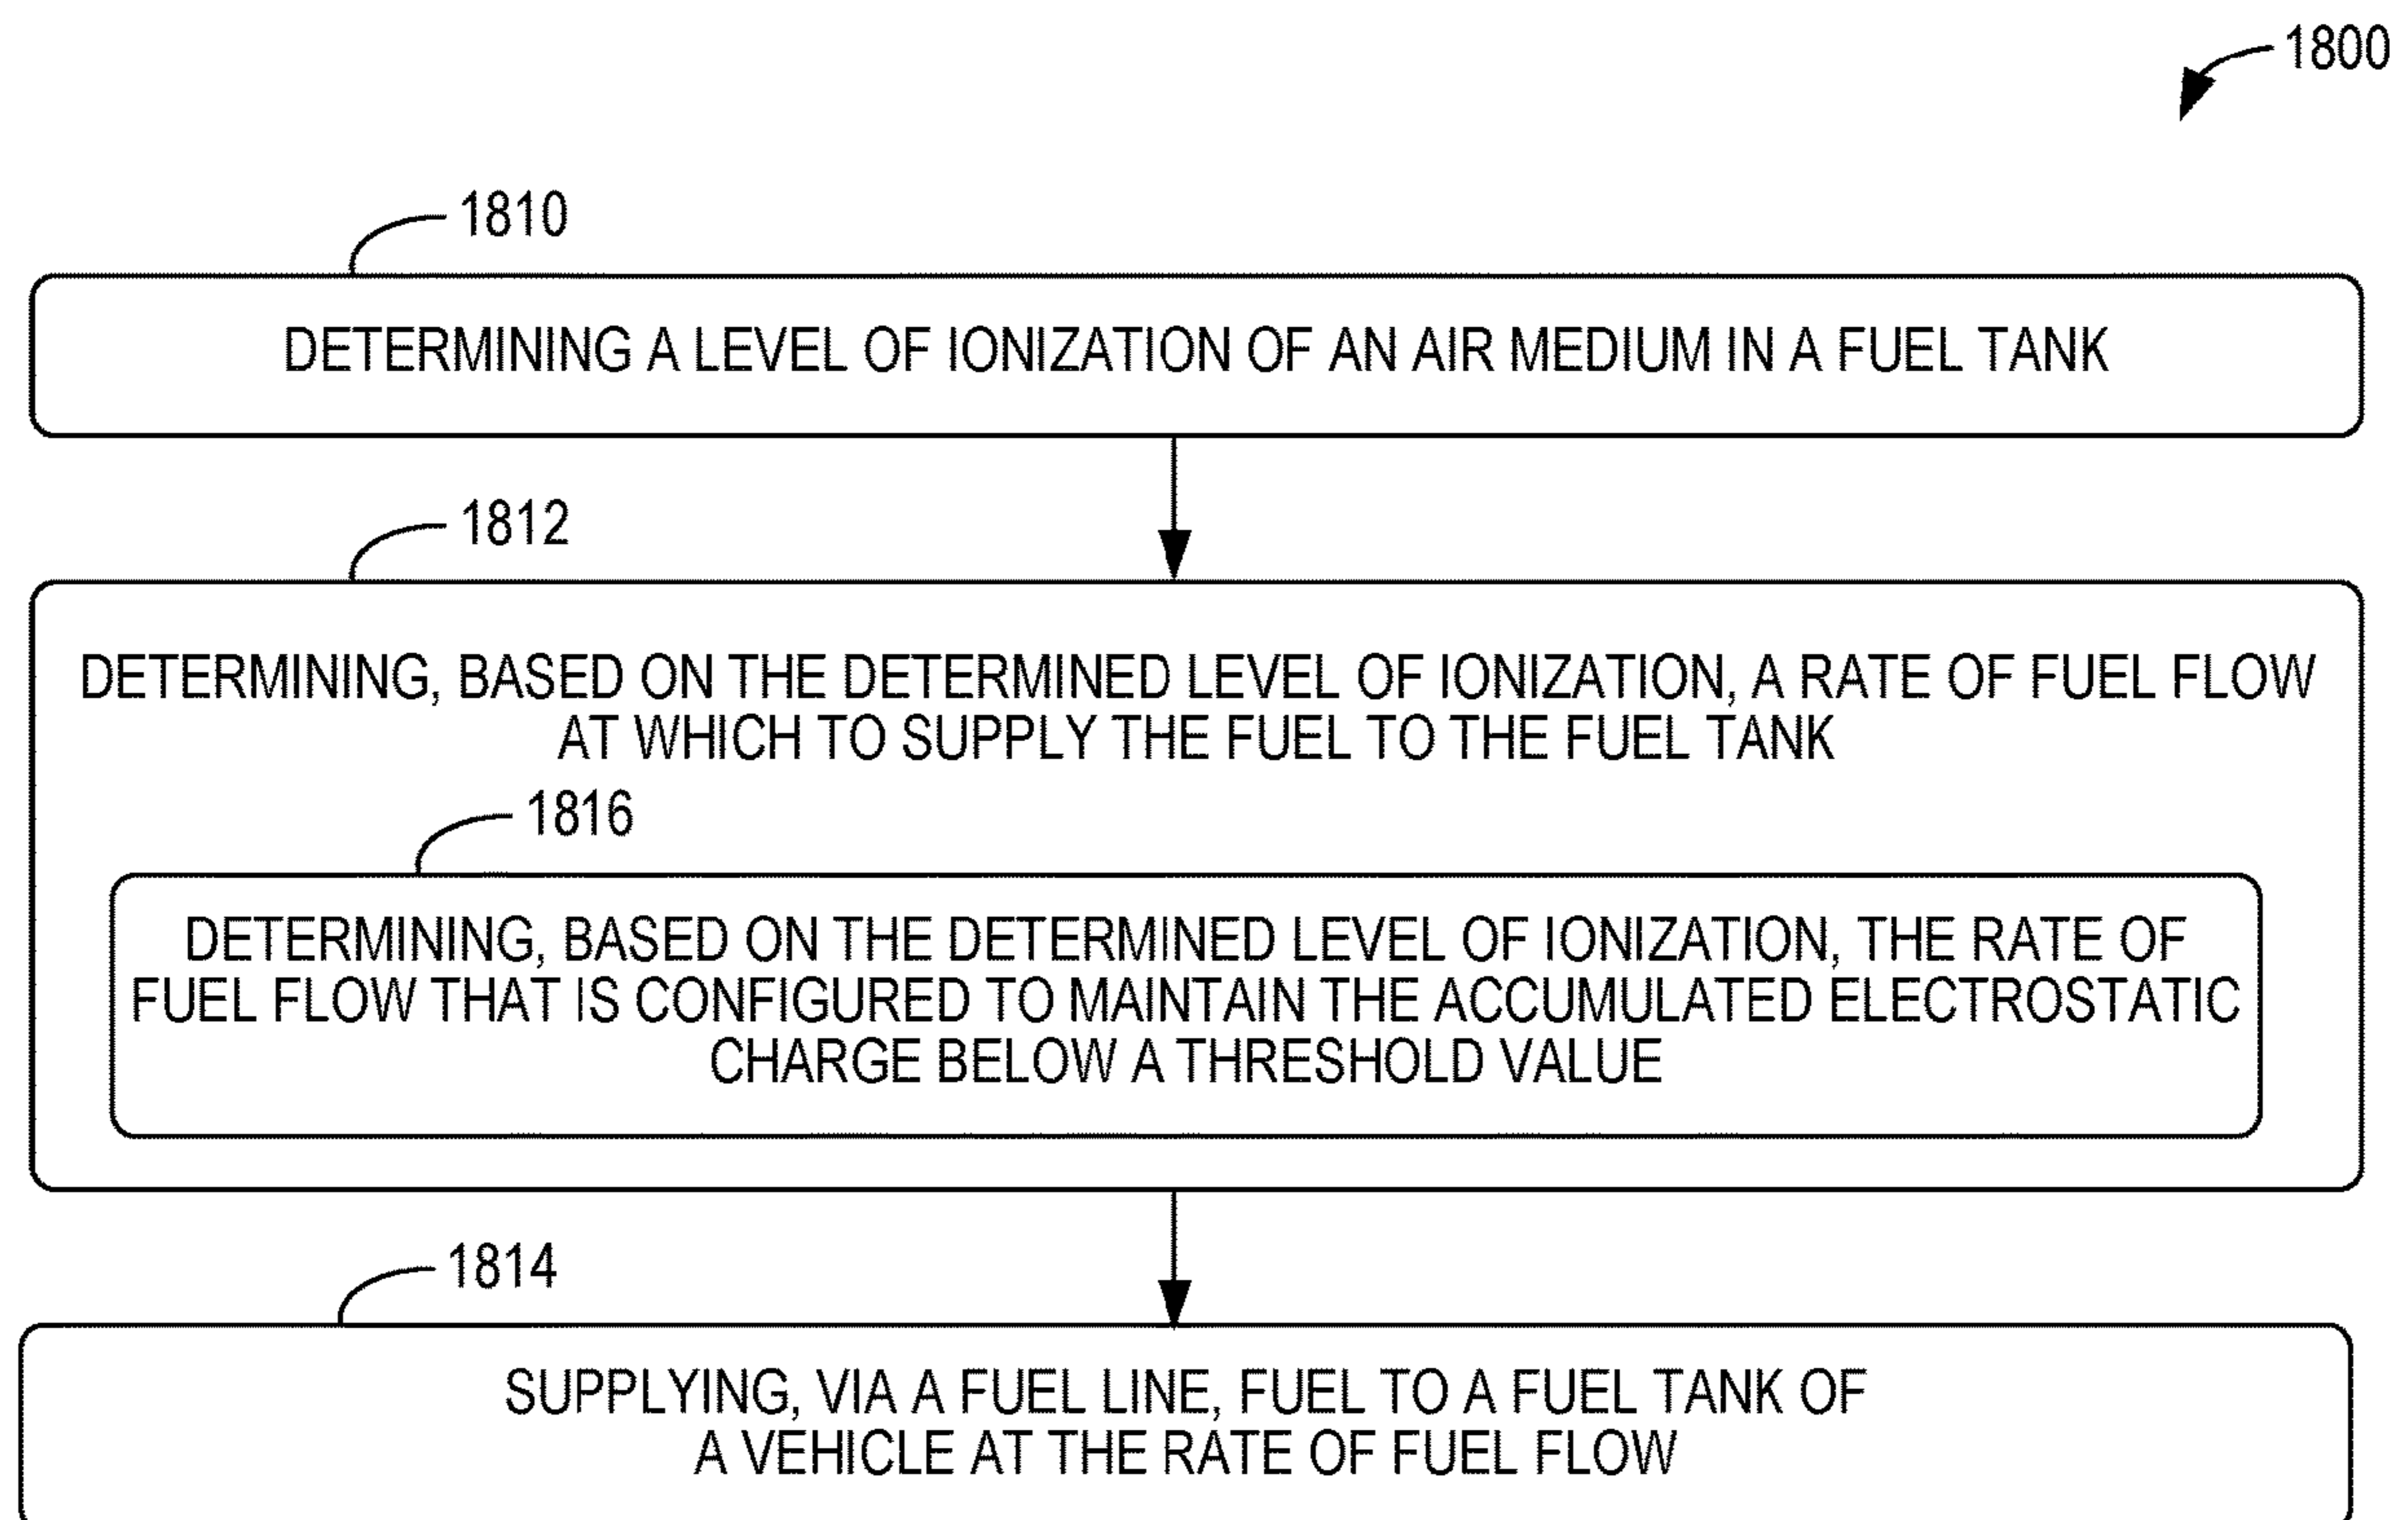 1800
1810
DETERMINING A LEVEL OF IONIZATION OF AN AIR MEDIUM IN A FUEL TANK
1812
DETERMINING, BASED ON THE DETERMINED LEVEL OF IONIZATION, A RATE OF FUEL FLOW
AT WHICH TO SUPPLY THE FUEL TO THE FUEL TANK
1816
DETERMINING, BASED ON THE DETERMINED LEVEL OF IONIZATION, THE RATE OF
FUEL FLOW THAT IS CONFIGURED TO MAINTAIN THE ACCUMULATED ELECTROSTATIC
CHARGE BELOW A THRESHOLD VALUE
1814
SUPPLYING, VIA A FUEL LINE, FUEL TO A FUEL TANK OF
A VEHICLE AT THE RATE OF FUEL FLOW